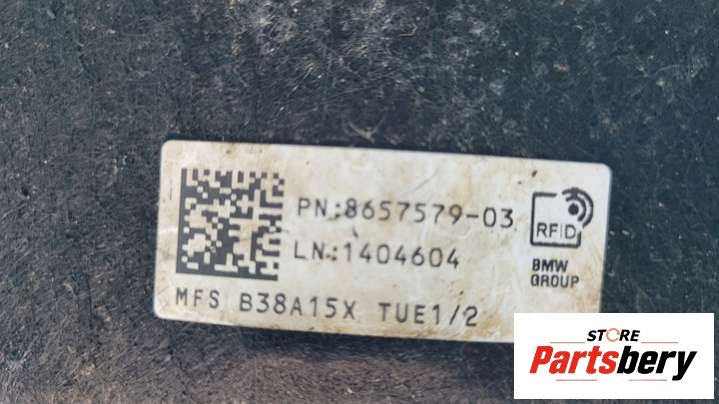 PN:8657579-03
LN:1404604
RFID
BMW
GROUP
MFS B38A15X TUE1/2
STORE
Partsbery